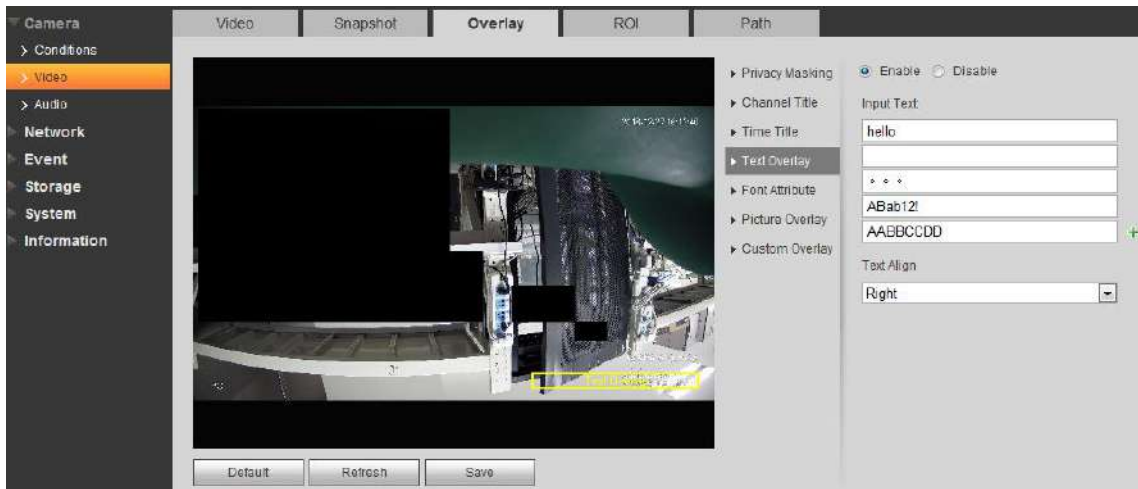 Camera
Conditions
Video
Audio
Network
Event
Storage
System
Information
Video Snapshot Overlay ROI Path
Privacy Masking
Channel Title
Time Title
Text Overlay
Font Attribute
Picture Overlay
Custom Overlay
Enable Disable
Input Text
hello
。。。
ABab12!
AABBCCDD
Text Align
Right
Default Refresh Save